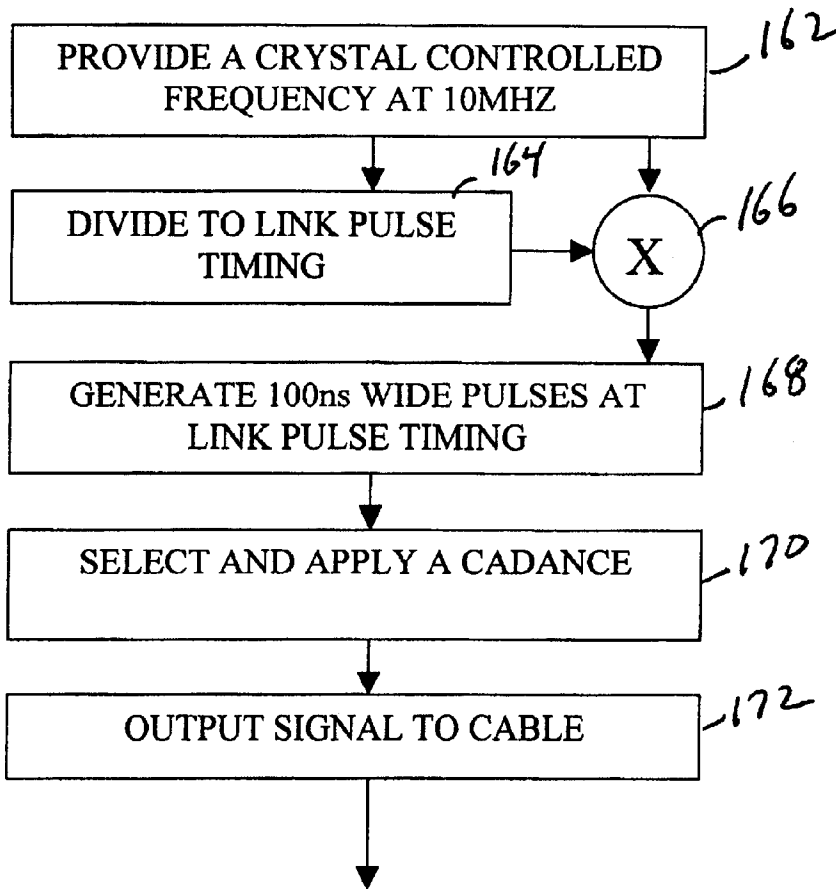 PROVIDE A CRYSTAL CONTROLLED
FREQUENCY AT 10MHZ
162
164
DIVIDE TO LINK PULSE
TIMING
X
166
GENERATE 100ns WIDE PULSES AT
LINK PULSE TIMING
168
SELECT AND APPLY A CADANCE
170
OUTPUT SIGNAL TO CABLE
172